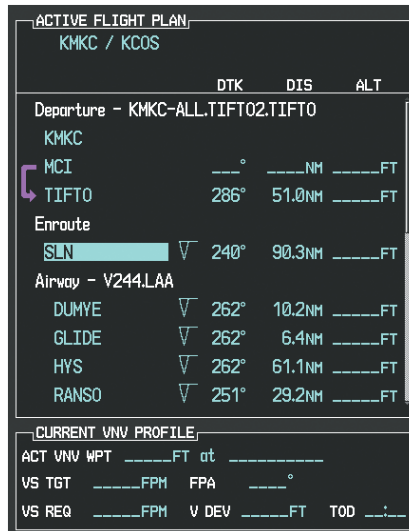 ACTIVE FLIGHT PLAN
KMKC / KCOS
DTK DIS ALT
Departure - KMKC-ALL.TIFTO2.TIFTO
KMKC
MCI ___° ____NM _____FT
TIFTO 286° 51.0NM _____FT
Enroute
SLN 240° 90.3NM _____FT
Airway - V244.LAA
DUMYE 262° 10.2NM _____FT
GLIDE 262° 6.4NM _____FT
HYS 262° 61.1NM _____FT
RANSO 251° 29.2NM _____FT
CURRENT VNV PROFILE
ACT VNV WPT _____FT at __________
VS TGT _____FPM FPA ____°
VS REQ _____FPM V DEV _____FT TOD __:__